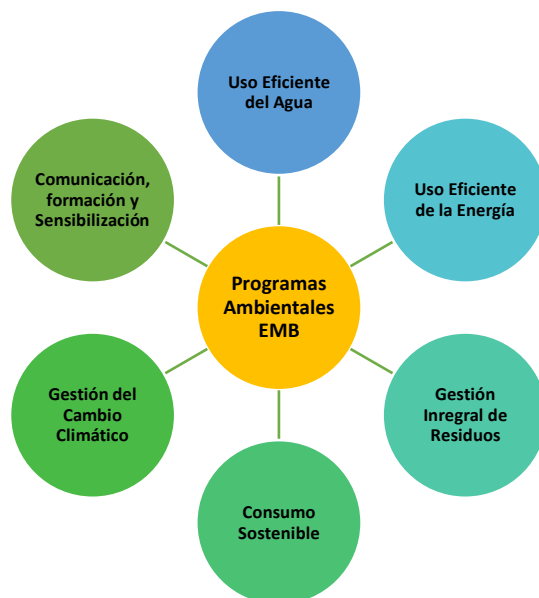 Uso Eficiente
del Agua
Comunicación,
formación y
Sensibilización
Uso Eficiente
de la Energía
Programas
Ambientales
EMB
Gestión del
Cambio
Climático
Gestión
Inregral de
Residuos
Consumo
Sostenible